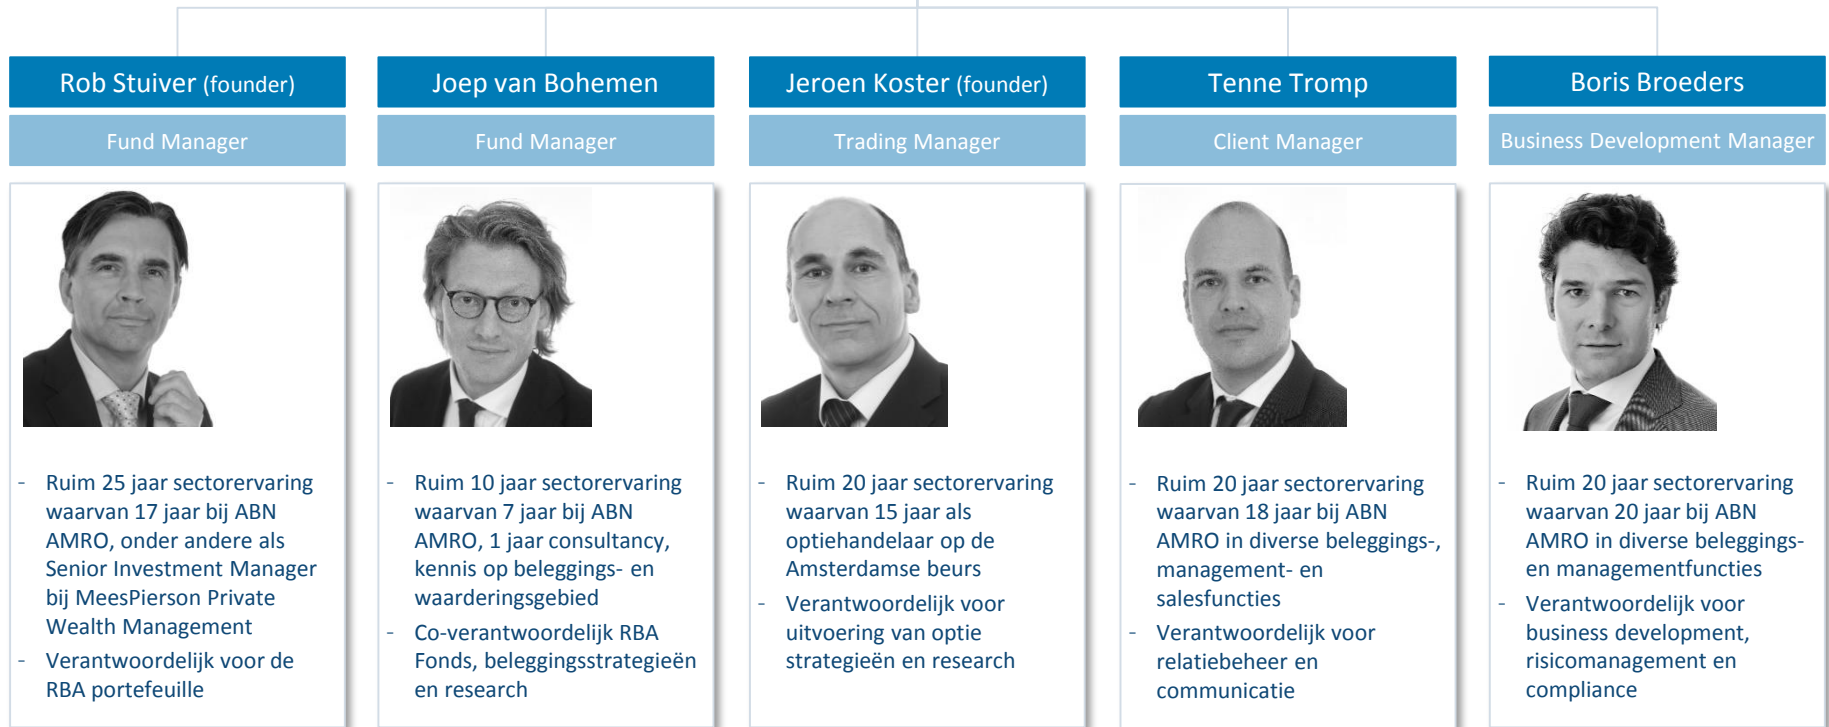 Rob Stuiver (founder)
Fund Manager
- Ruim 25 jaar sectorervaring
waarvan 17 jaar bij ABN
AMRO, onder andere als
Senior Investment Manager
bij MeesPierson Private
Wealth Management
- Verantwoordelijk voor de
RBA portefeuille
Joep van Bohemen
Fund Manager
- Ruim 10 jaar sectorervaring
waarvan 7 jaar bij ABN
AMRO, 1 jaar consultancy,
kennis op beleggings- en
waarderingsgebied
- Co-verantwoordelijk RBA
Fonds, beleggingsstrategieën
en research
Jeroen Koster (founder)
Trading Manager
- Ruim 20 jaar sectorervaring
waarvan 15 jaar als
optiehandelaar op de
Amsterdamse beurs
- Verantwoordelijk voor
uitvoering van optie
strategieën en research
Tenne Tromp
Client Manager
- Ruim 20 jaar sectorervaring
waarvan 18 jaar bij ABN
AMRO in diverse beleggings-,
management- en
salesfuncties
- Verantwoordelijk voor
relatiebeheer en
communicatie
Boris Broeders
Business Development Manager
- Ruim 20 jaar sectorervaring
waarvan 20 jaar bij ABN
AMRO in diverse beleggings-
en managementfuncties
- Verantwoordelijk voor
business development,
risicomanagement en
compliance